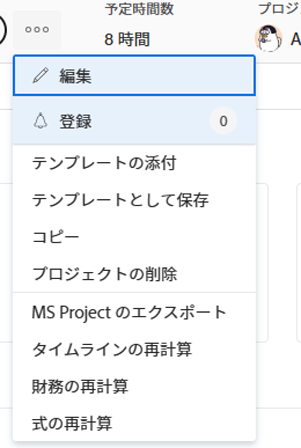 予定時間数
プロジ
8 時間
A
編集
登録
0
テンプレートの添付
テンプレートとして保存
コピー
プロジェクトの削除
MS Project のエクスポート
タイムラインの再計算
財務の再計算
式の再計算